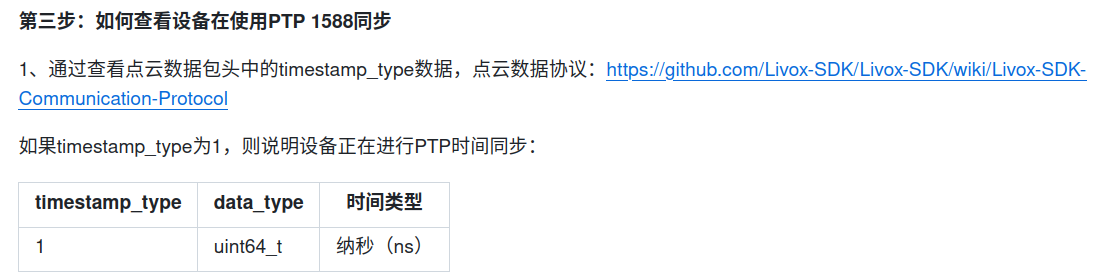 第三步：如何查看设备在使用PTP 1588同步
1、通过查看点云数据包头中的timestamp_type数据，点云数据协议：https://github.com/Livox-SDK/Livox-SDK/wiki/Livox-SDK-
Communication-Protocol
如果timestamp_type为1，则说明设备正在进行PTP时间同步：
timestamp_type data_type 时间类型
1 uint64_t 纳秒（ns）